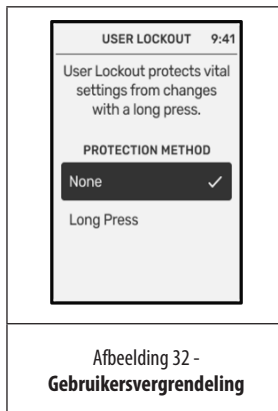 USER LOCKOUT 9:41
User Lockout protects vital
settings from changes
with a long press.
PROTECTION METHOD
None
Long Press
Afbeelding 32 -
Gebruikersvergrendeling